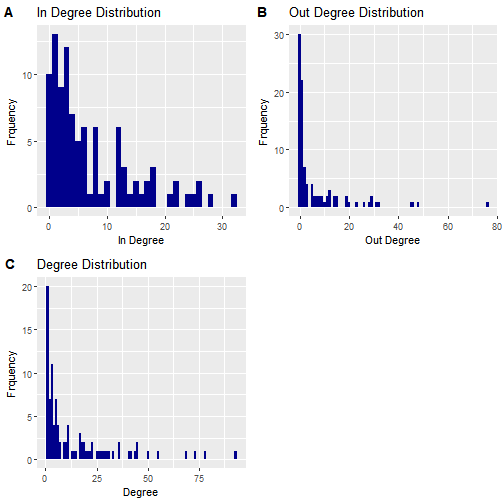 A In Degree Distribution
Frquency
10
5
0
0 10 20 30
In Degree
B Out Degree Distribution
Frquency
30
20
10
0
0 20 40 60 80
Out Degree
C Degree Distribution
Frquency
20
15
10
5
0
0 25 50 75
Degree